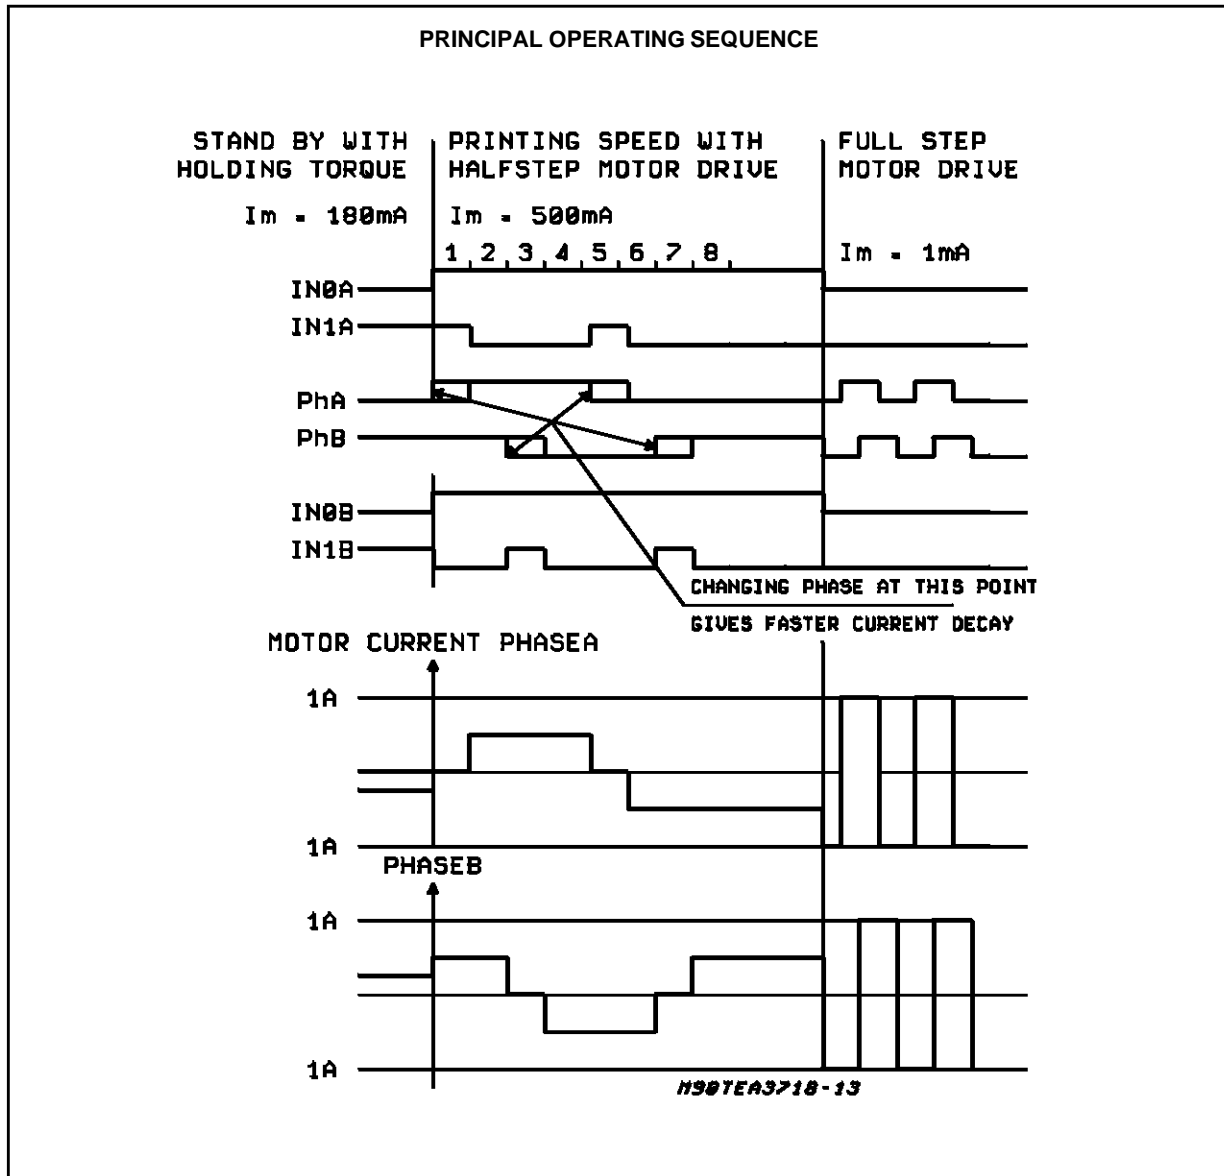 PRINCIPAL OPERATING SEQUENCE
STAND BY WITH
HOLDING TORQUE
Im = 180mA
PRINTING SPEED WITH
HALFSTEP MOTOR DRIVE
Im = 500mA
FULL STEP
MOTOR DRIVE
Im = 1mA
1 2 3 4 5 6 7 8
IN0A
IN1A
PhA
PhB
IN0B
IN1B
CHANGING PHASE AT THIS POINT
GIVES FASTER CURRENT DECAY
MOTOR CURRENT PHASEA
1A
1A
PHASEB
1A
1A
M90TEA3718-13